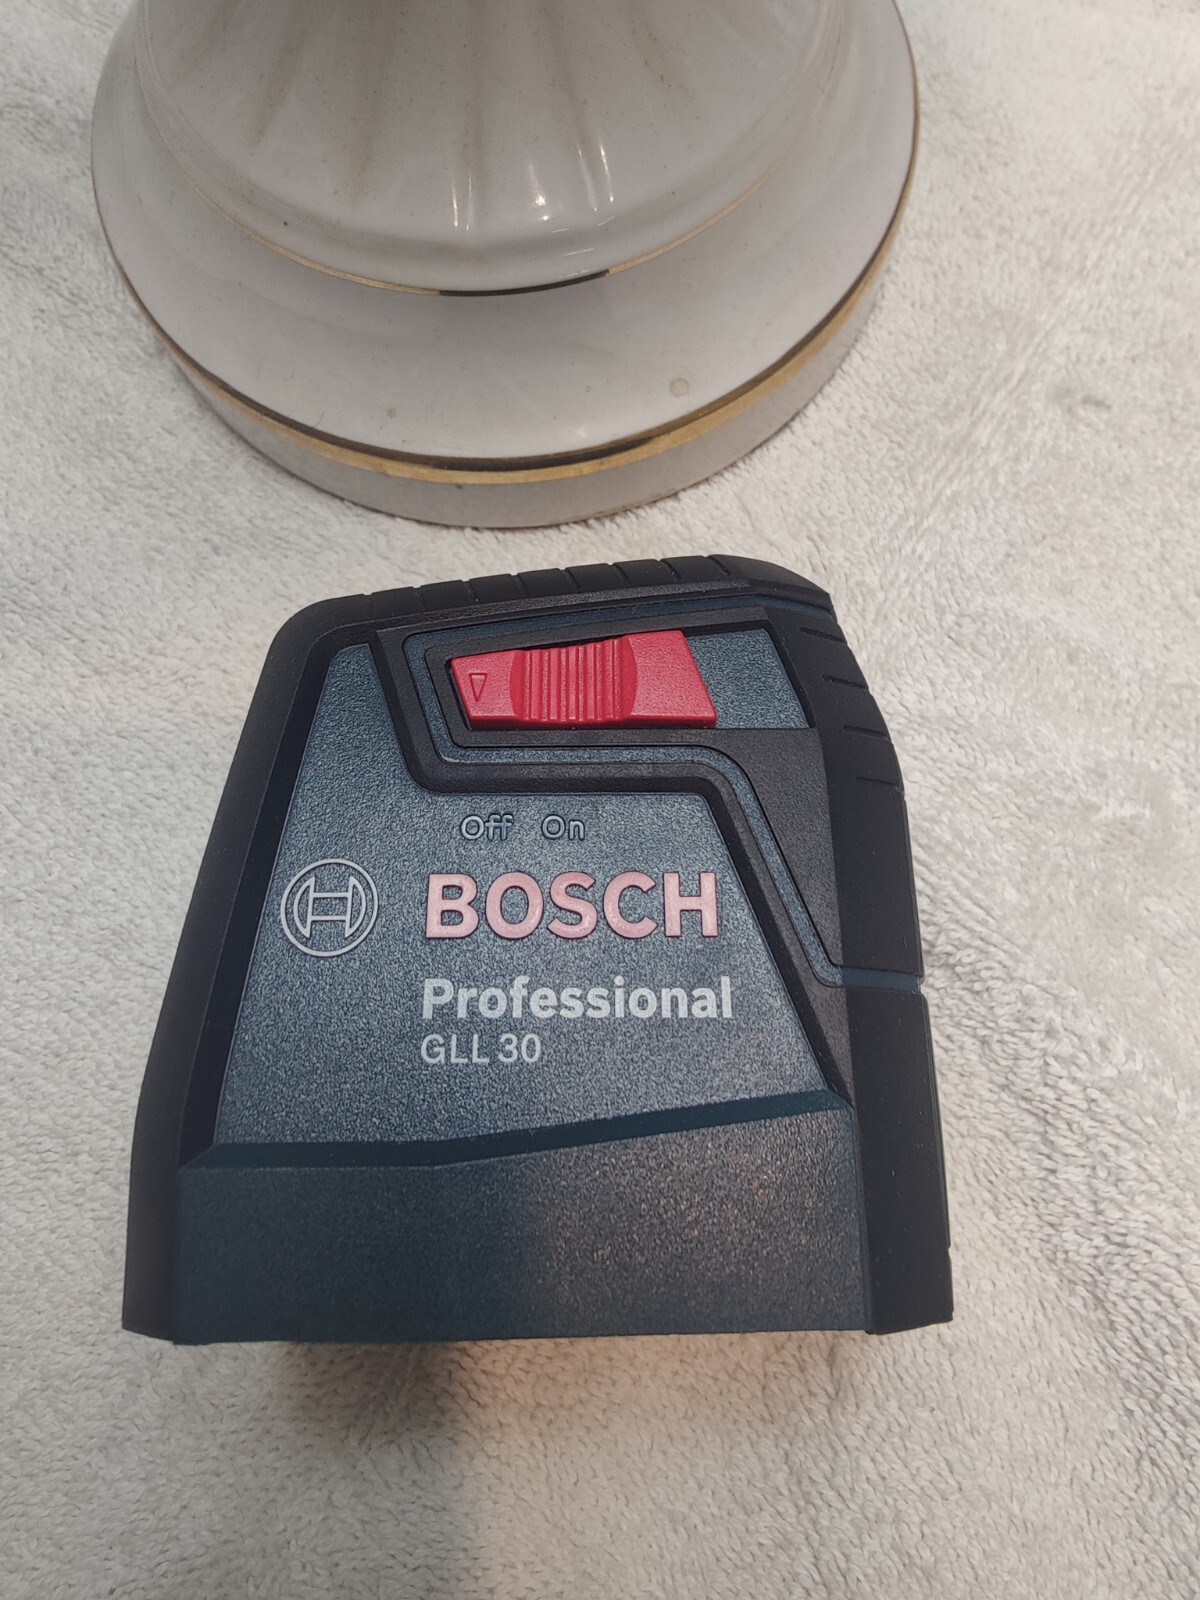 Off On
BOSCH
Professional
GLL 30